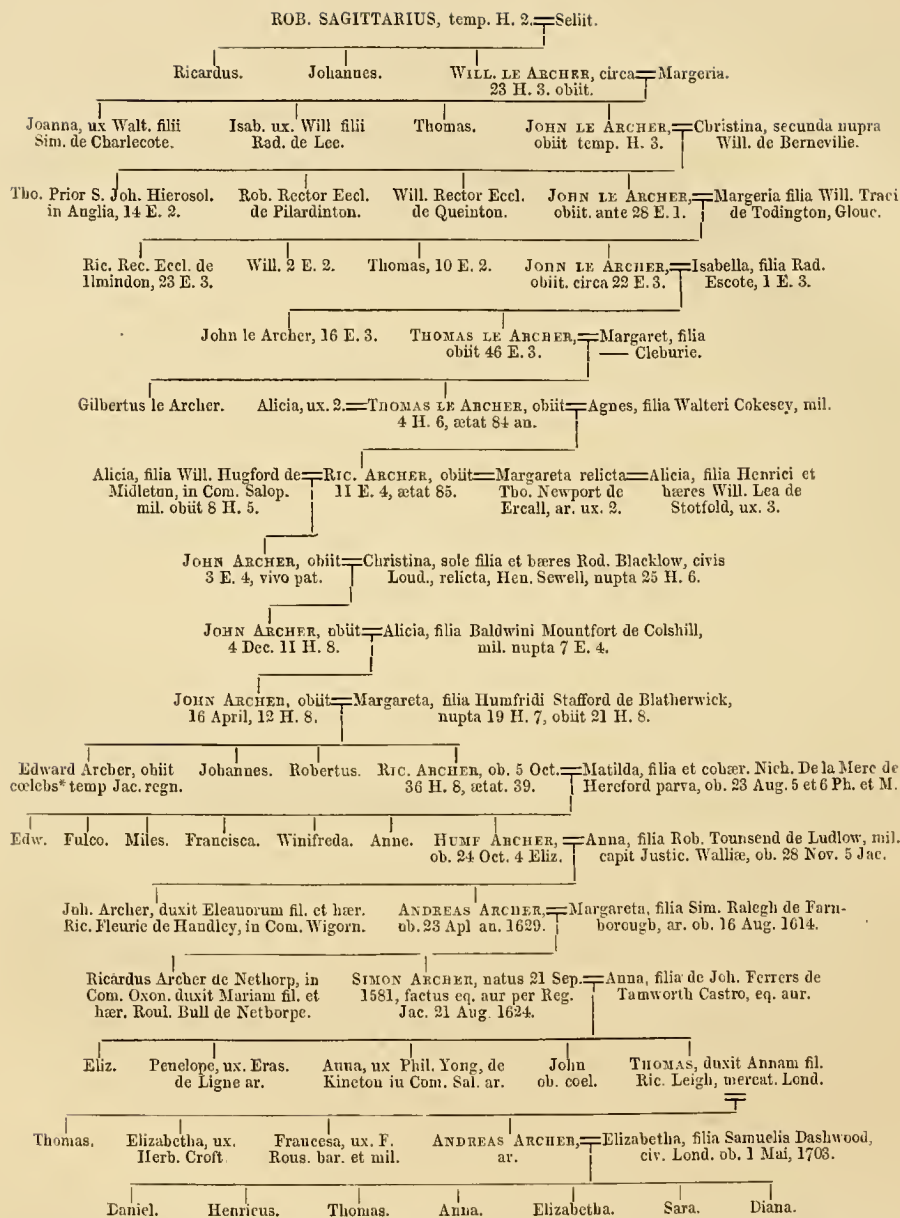 ROB. SAGITTARIUS, temp. H. 2. Seliit.
Ricardus. Johannes. WILL. LE ARCHER, circa Margeria.
23 H. 3. obiit.
Joanna, ux Walt. filii Isab. ux. Will filii Thomas. JOHN LE ARCHER, Christina, secunda nupra
Sim. de Charlecote. Rad. de Lee. obiit temp. H. 3. Will. de Berneville.
Tho. Prior S. Joh. Hierosol. Rob. Rector Eccl. Will. Rector Eccl. JOHN LE ARCHER, Margeria filia Will. Traci
in Anglia, 14 E. 2. de Pilardinton. de Queinton. obiit. ante 28 E. 1. de Todington, Glouc.
Ric. Rec. Eccl. de Will. 2 E. 2. Thomas, 10 E. 2. JOHN LE ARCHER, Isabella, filia Rad.
Ilmindon, 23 E. 3. obiit. circa 22 E. 3. Escote, 1 E. 3.
John le Archer, 16 E. 3. THOMAS LE ARCHER, Margaret, filia
obiit 46 E. 3. —— Cleburie.
Gilbertus le Archer. Alicia, ux. 2. THOMAS LE ARCHER, obiit Agnes, filia Walteri Cokesey, mil.
4 H. 6, ætat 84 an.
Alicia, filia Will. Hugford de RIC. ARCHER, obiit Margareta relicta Alicia, filia Henrici et
Midleton, in Com. Salop. 11 E. 4, ætat 85. Tho. Newport de hæres Will. Lea de
mil. obiit 8 H. 5. Ercall, ar. ux. 2. Stotfold, ux. 3.
JOHN ARCHER, obiit Christina, sole filia et hæres Rod. Blacklow, civis
3 E. 4, vivo pat. Loud., relicta, Hen. Sewell, nupta 25 H. 6.
JOHN ARCHER, obiit Alicia, filia Baldwini Mountfort de Colshill,
4 Dec. 11 H. 8. mil. nupta 7 E. 4.
JOHN ARCHER, obiit Margareta, filia Humfridi Stafford de Blatherwick,
16 April, 12 H. 8. nupta 19 H. 7, obiit 21 H. 8.
Edward Archer, obiit Johannes. Robertus. RIC. ARCHER, ob. 5 Oct. Matilda, filia et cohær. Nich. De la Mere de
cœlebs* temp Jac. regn. 36 H. 8, ætat. 39. Hereford parva, ob. 23 Aug. 5 et 6 Ph. et M.
Edw. Fulco. Miles. Francisca. Winifreda. Anne. HUMF ARCHER, Anna, filia Rob. Tounsend de Ludlow, mil.
ob. 24 Oct. 4 Eliz. capit Justic. Walliæ, ob. 28 Nov. 5 Jac.
Joh. Archer, duxit Eleauorum fil. et hær. ANDREAS ARCHER, Margareta, filia Sim. Ralegh de Farn-
Ric. Fleurie de Handley, in Com. Wigorn. ob. 23 Apl an. 1629. borough, ar. ob. 16 Aug. 1614.
Ricardus Archer de Nethorp, in SIMON ARCHER, natus 21 Sep. Anna, filia de Joh. Ferrers de
Com. Oxon. duxit Mariam fil. et 1581, factus eq. aur per Reg. Tamworth Castro, eq. aur.
hær. Roul. Bull de Nethorpe. Jac. 21 Aug. 1624.
Eliz. Penelope, ux. Eras. Anna, ux Phil. Yong, de John THOMAS, duxit Annam fil.
de Ligne ar. Kineton iu Com. Sal. ar. ob. coel. Ric. Leigh, mercat. Lond.
Thomas, Elizabetha, ux. Francesa, ux. F. ANDREAS ARCHER, Elizabetha, filia Samuelis Dashwood,
Herb. Croft Rous. bar. et mil. ar. civ. Lond. ob. 1 Mai, 1703.
Daniel. Henricus. Thomas. Anna. Elizabetha. Sara. Diana.